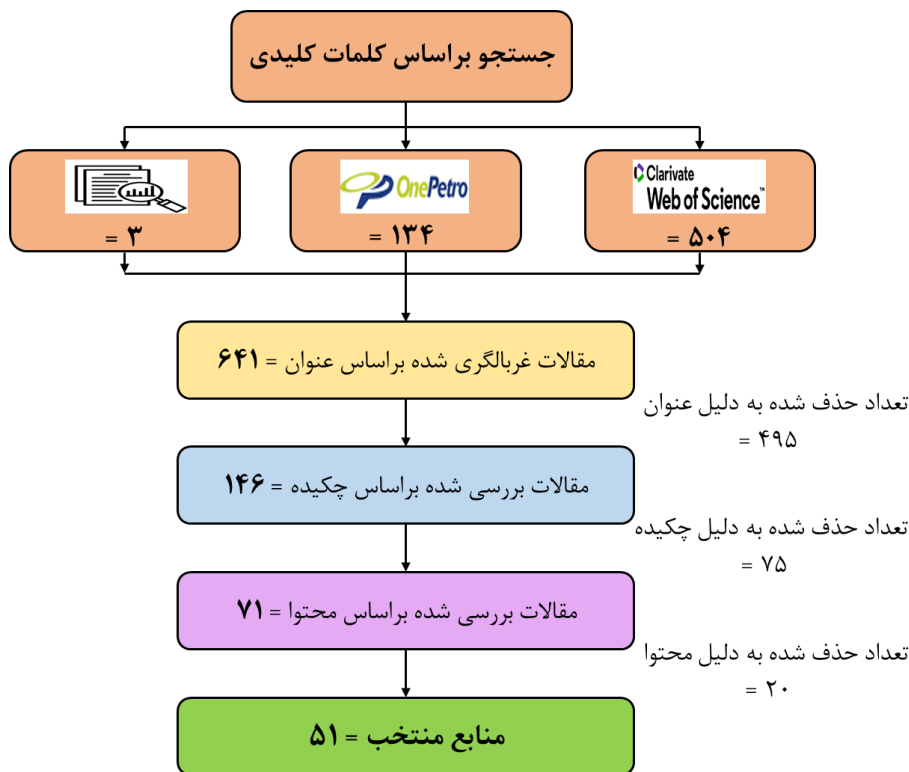 جستجو براساس کلمات کلیدی
Clarivate
Web of Science™
= ۵۰۴
OnePetro
= ۱۳۴
= ۳
مقالات غربالگری شده براساس عنوان = ۶۴۱
تعداد حذف شده به دلیل عنوان
= ۴۹۵
مقالات بررسی شده براساس چکیده = ۱۴۶
تعداد حذف شده به دلیل چکیده
= ۷۵
مقالات بررسی شده براساس محتوا = ۷۱
تعداد حذف شده به دلیل محتوا
= ۲۰
منابع منتخب = ۵۱